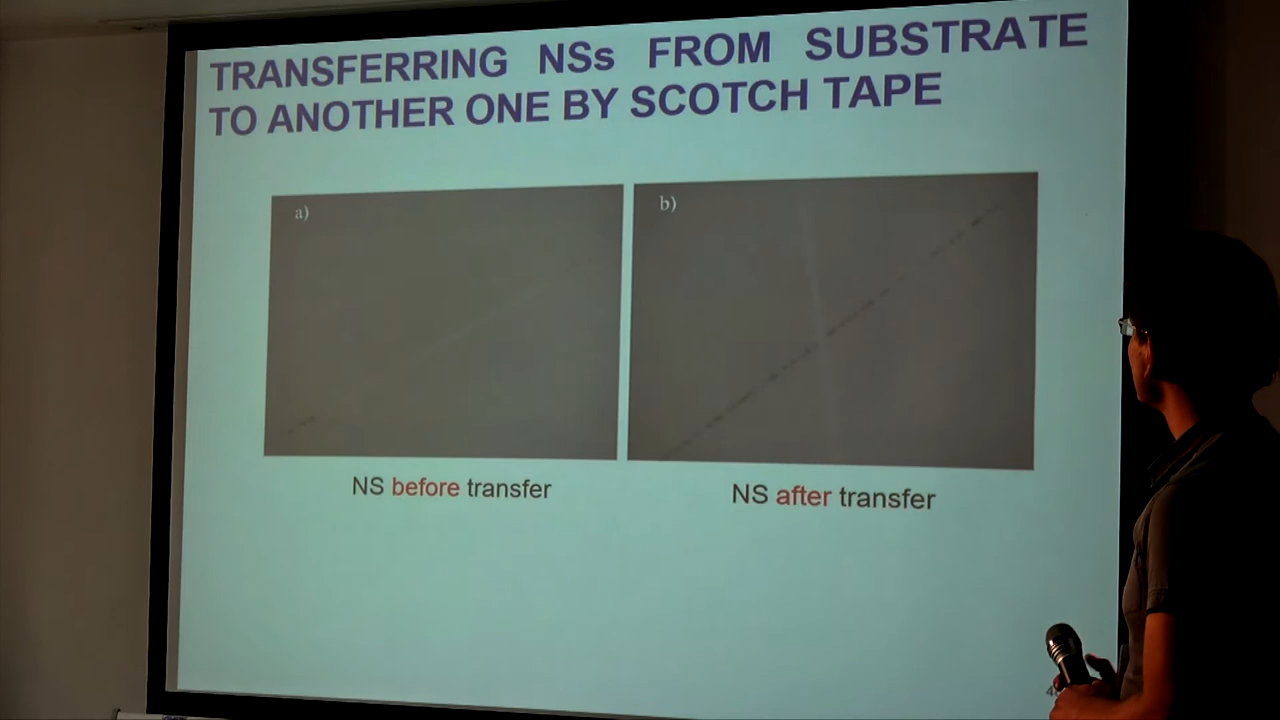 TRANSFERRING NSs FROM SUBSTRATE
TO ANOTHER ONE BY SCOTCH TAPE
a)
b)
NS before transfer
NS after transfer